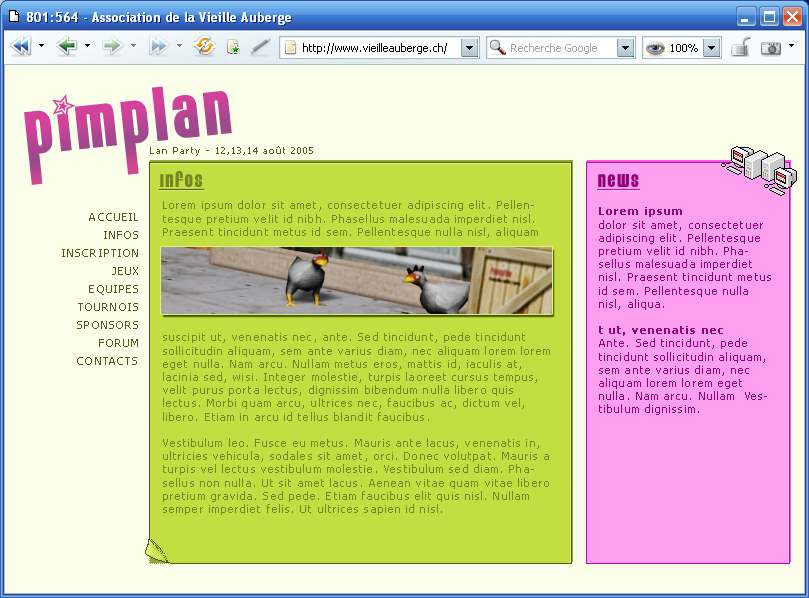 801:564 - Association de la Vieille Auberge
http://www.vieilleauberge.ch/
Recherche Google
100%
pimplan
Lan Party - 12,13,14 août 2005
ACCUEIL
INFOS
INSCRIPTION
JEUX
EQUIPES
TOURNOIS
SPONSORS
FORUM
CONTACTS
infos
Lorem ipsum dolor sit amet, consectetuer adipiscing elit. Pellen-
tesque pretium velit id nibh. Phasellus malesuada imperdiet nisl.
Praesent tincidunt metus id sem. Pellentesque nulla nisl, aliquam
suscipit ut, venenatis nec, ante. Sed tincidunt, pede tincidunt
sollicitudin aliquam, sem ante varius diam, nec aliquam lorem lorem
eget nulla. Nam arcu. Nullam metus eros, mattis id, iaculis at,
lacinia sed, wisi. Integer molestie, turpis laoreet cursus tempus,
velit purus porta lectus, dignissim bibendum nulla libero quis
lectus. Morbi quam arcu, ultrices nec, faucibus ac, dictum vel,
libero. Etiam in arcu id tellus blandit faucibus.
Vestibulum leo. Fusce eu metus. Mauris ante lacus, venenatis in,
ultricies vehicula, sodales sit amet, orci. Donec volutpat. Mauris a
turpis vel lectus vestibulum molestie. Vestibulum sed diam. Pha-
sellus non nulla. Ut sit amet lacus. Aenean vitae quam vitae libero
pretium gravida. Sed pede. Etiam faucibus elit quis nisl. Nullam
semper imperdiet felis. Ut ultrices sapien id nisl.
news
Lorem ipsum
dolor sit amet, consectetuer
adipiscing elit. Pellentesque
pretium velit id nibh. Pha-
sellus malesuada imperdiet
nisl. Praesent tincidunt metus
id sem. Pellentesque nulla
nisl, aliqua.
t ut, venenatis nec
Ante. Sed tincidunt, pede
tincidunt sollicitudin aliquam,
sem ante varius diam, nec
aliquam lorem lorem eget
nulla. Nam arcu. Nullam Ves-
tibulum dignissim.